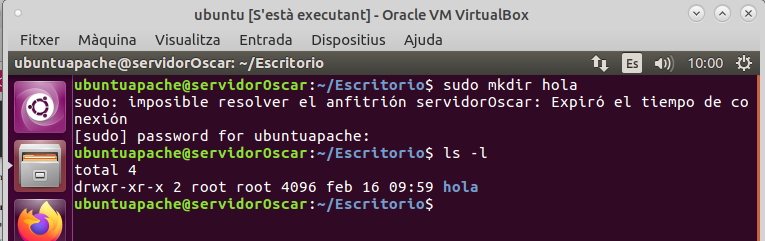 ubuntu [S'està executant] - Oracle VM VirtualBox
Fitxer Màquina Visualitza Entrada Dispositius Ajuda
ubuntuapache@servidorOscar: ~/Escritorio Es 10:00
ubuntuapache@servidorOscar:~/Escritorio$ sudo mkdir hola
sudo: imposible resolver el anfitrión servidorOscar: Expiró el tiempo de co
nexión
[sudo] password for ubuntuapache:
ubuntuapache@servidorOscar:~/Escritorio$ ls -l
total 4
drwxr-xr-x 2 root root 4096 feb 16 09:59 hola
ubuntuapache@servidorOscar:~/Escritorio$